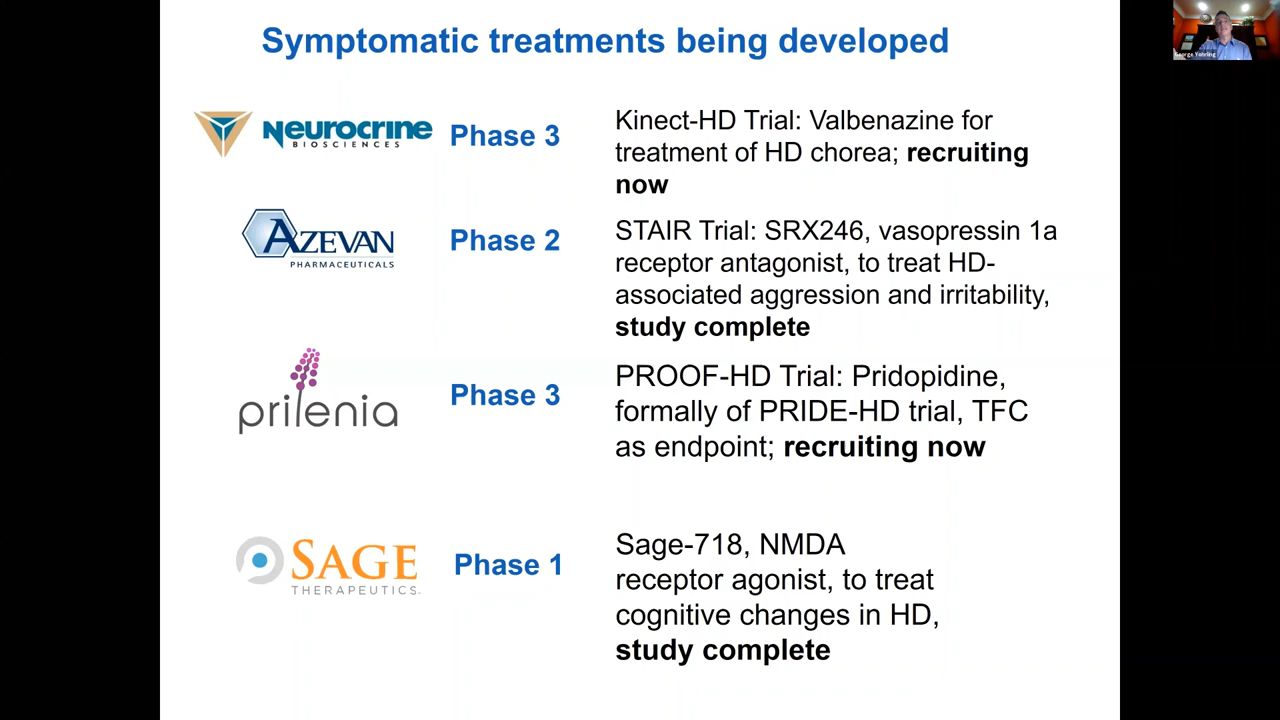 Symptomatic treatments being developed
George Yohrling
NEUROCRINE
BIOSCIENCES
Phase 3
Kinect-HD Trial: Valbenazine for
treatment of HD chorea; recruiting
now
AZEVAN
PHARMACEUTICALS
Phase 2
STAIR Trial: SRX246, vasopressin 1a
receptor antagonist, to treat HD-
associated aggression and irritability,
study complete
prilenia
Phase 3
PROOF-HD Trial: Pridopidine,
formally of PRIDE-HD trial, TFC
as endpoint; recruiting now
SAGE
THERAPEUTICS
Phase 1
Sage-718, NMDA
receptor agonist, to treat
cognitive changes in HD,
study complete